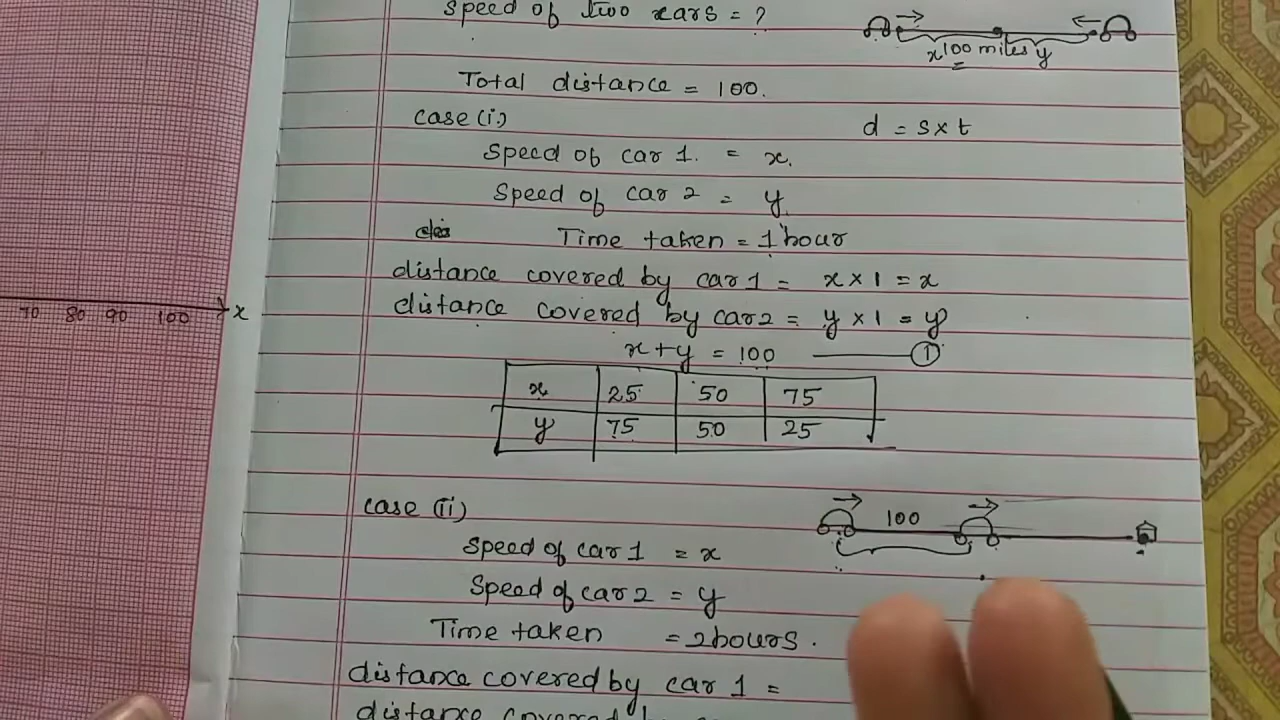 Speed of two cars = ?
x 100 miles y
Total distance = 100.
case (i)
d = s x t
Speed of car 1. = x.
Speed of car 2 = y.
dis Time taken = 1 hour
distance covered by car 1 = x x 1 = x
distance covered by car 2 = y x 1 = y
x + y = 100 ——— 1
x 25 50 75
y 75 50 25
70 80 90 100 x
case (ii)
100
Speed of car 1 = x
Speed of car 2 = y
Time taken = 2 hours.
distance covered by car 1 =
distance covered